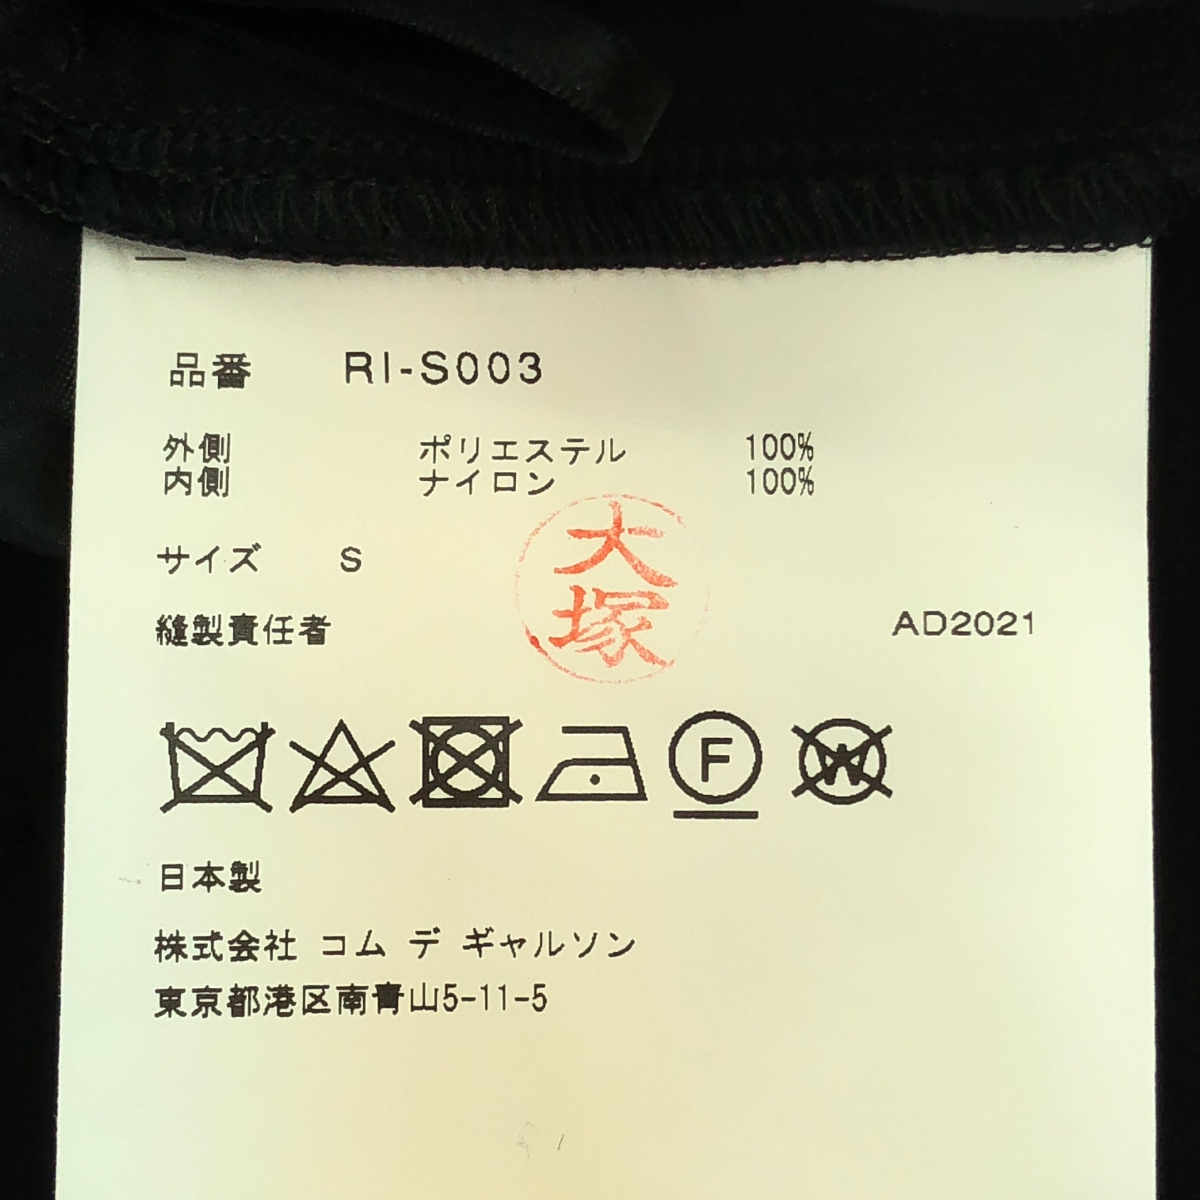 品番 RI-S003
外側 ポリエステル 100%
内側 ナイロン 100%
サイズ S
大塚
縫製責任者 AD2021
F W
日本製
株式会社 コム デ ギャルソン
東京都港区南青山5-11-5